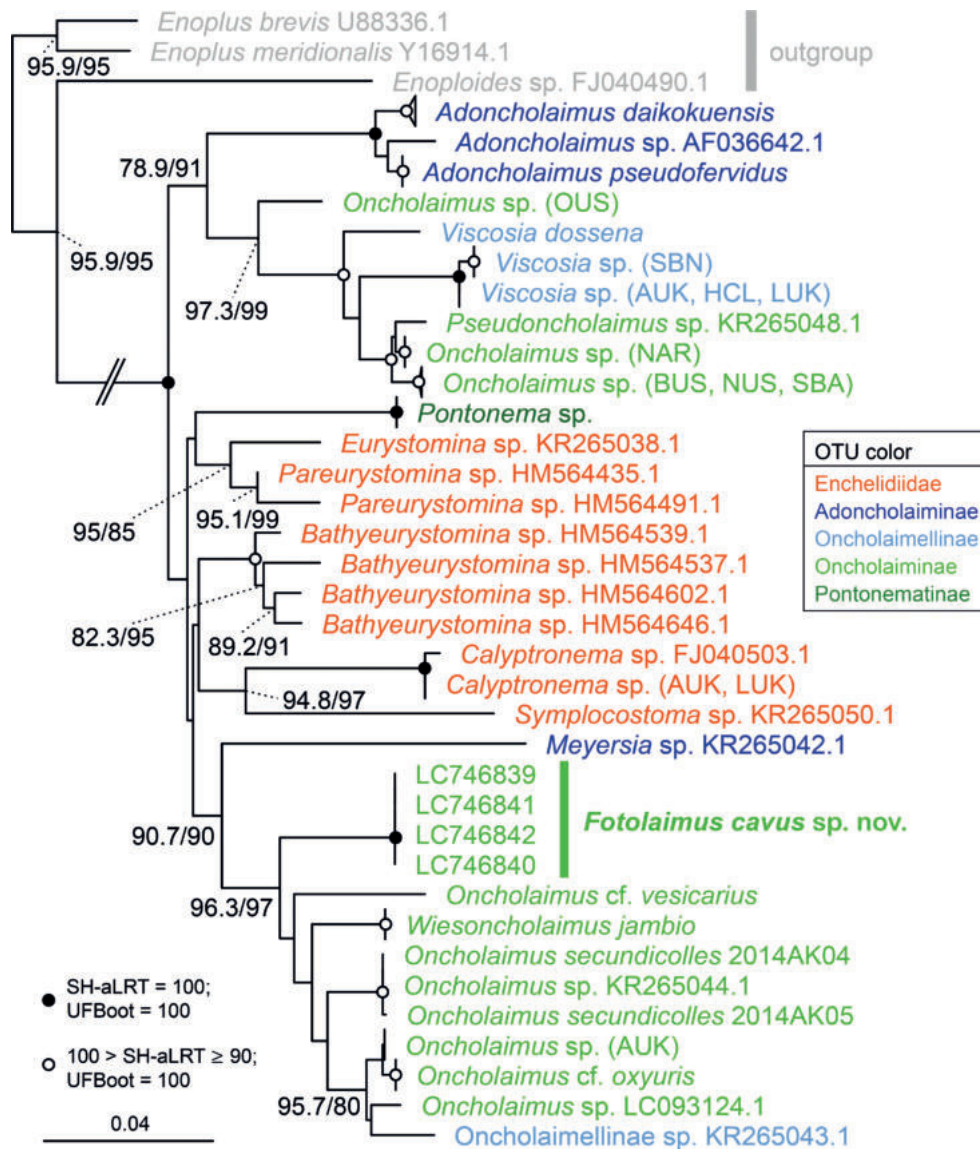 Enoplus brevis U88336.1
Enoplus meridionalis Y16914.1
95.9/95
outgroup
Enoploides sp. FJ040490.1
Adoncholaimus daikokuensis
Adoncholaimus sp. AF036642.1
78.9/91
Adoncholaimus pseudofervidus
Oncholaimus sp. (OUS)
Viscosia dossena
95.9/95
Viscosia sp. (SBN)
Viscosia sp. (AUK, HCL, LUK)
97.3/99
Pseudoncholaimus sp. KR265048.1
Oncholaimus sp. (NAR)
Oncholaimus sp. (BUS, NUS, SBA)
Pontonema sp.
Eurystomina sp. KR265038.1
Pareurystomina sp. HM564435.1
Pareurystomina sp. HM564491.1
95/85
95.1/99
Bathyeurystomina sp. HM564539.1
Bathyeurystomina sp. HM564537.1
Bathyeurystomina sp. HM564602.1
Bathyeurystomina sp. HM564646.1
82.3/95
89.2/91
Calyptronema sp. FJ040503.1
Calyptronema sp. (AUK, LUK)
94.8/97
Symplocostoma sp. KR265050.1
Meyersia sp. KR265042.1
OTU color
Enchelidiidae
Adoncholaiminae
Oncholaimellinae
Oncholaiminae
Pontonematinae
LC746839
LC746841
LC746842
LC746840
Fotolaimus cavus sp. nov.
90.7/90
96.3/97
Oncholaimus cf. vesicarius
Wiesoncholaimus jambio
Oncholaimus secundicolles 2014AK04
Oncholaimus sp. KR265044.1
Oncholaimus secundicolles 2014AK05
Oncholaimus sp. (AUK)
Oncholaimus cf. oxyuris
95.7/80
Oncholaimus sp. LC093124.1
Oncholaimellinae sp. KR265043.1
SH-aLRT = 100;
UFBoot = 100
100 > SH-aLRT ≥ 90;
UFBoot = 100
0.04